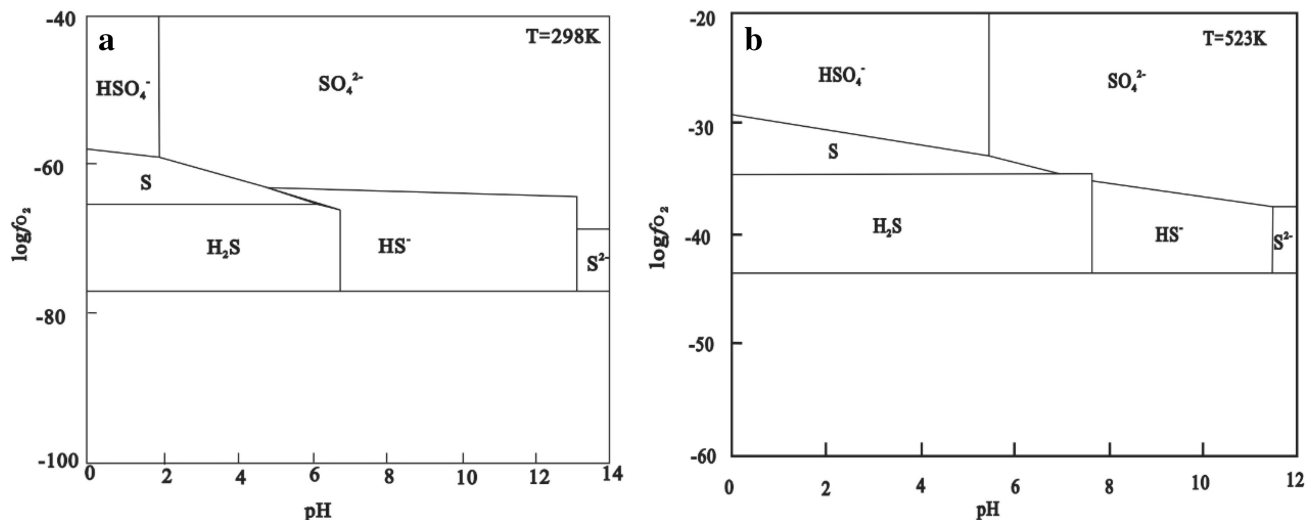 a
T=298K
HSO₄⁻
SO₄²⁻
S
H₂S
HS⁻
S²⁻
-40
-60
-80
-100
logfo₂
0 2 4 6 8 10 12 14
pH
b
T=523K
HSO₄⁻
SO₄²⁻
S
H₂S
HS⁻
S²⁻
-20
-30
-40
-50
-60
logfo₂
0 2 4 6 8 10 12
pH